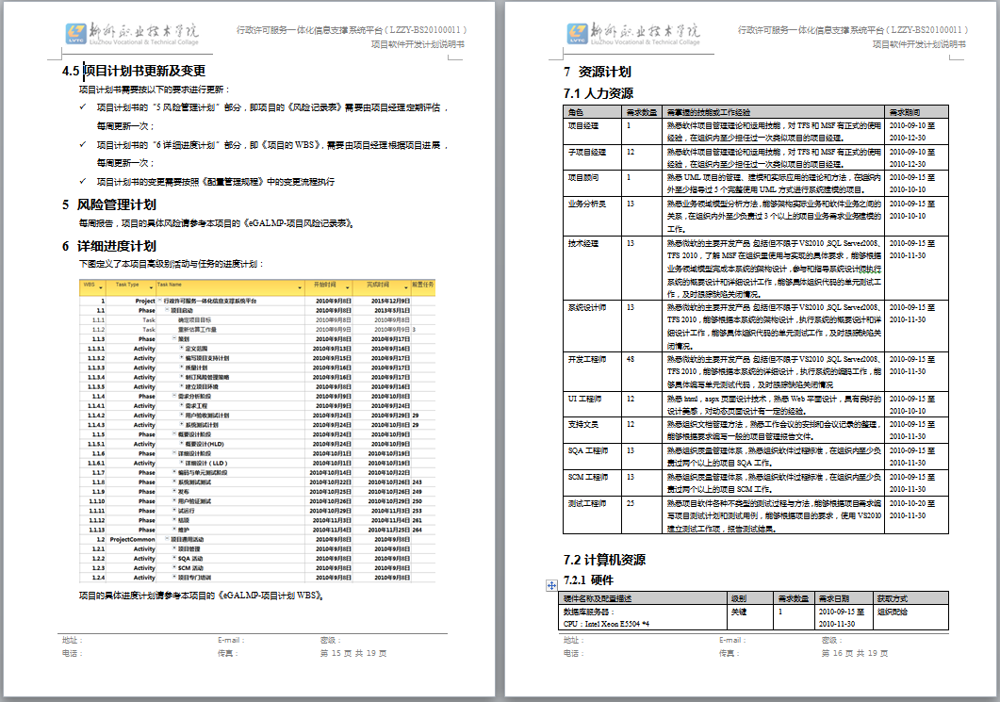 柳州职业技术学院
LiuZhou Vocational & Technical Collage
行政许可服务一体化信息支撑系统平台（LZZY-BS20100011）
项目软件开发计划说明书
4.5 项目计划书更新及变更
项目计划书需要按以下的要求进行更新：
✓ 项目计划书的“5 风险管理计划”部分，即项目的《风险记录表》需要由项目经理定期评估，
每周更新一次；
✓ 项目计划书的“6 详细进度计划”部分，即《项目的 WBS》，需要由项目经理根据项目进展，
每周更新一次；
✓ 项目计划书的变更需要按照《配置管理规程》中的变更流程执行
5 风险管理计划
每周报告，项目的具体风险请参考本项目的《eGALMP-项目风险记录表》。
6 详细进度计划
下图定义了本项目高级别活动与任务的进度计划：
WBS Task Type Task Name 开始时间 完成时间 前置任务
1 Project 行政许可服务一体化信息支撑系统平台 2010年9月8日 2015年12月9日
1.1 Phase 项目启动 2010年9月8日 2013年5月1日
1.1.1 Task 确定项目目标 2010年9月8日 2010年9月8日
1.1.2 Task 重新估算工作量 2010年9月9日 2010年9月9日 3
1.1.3 Phase 策划 2010年9月8日 2010年9月17日
1.1.3.1 Activity 定义范围 2010年9月13日 2010年9月16日
1.1.3.2 Activity 编写项目支持计划 2010年9月15日 2010年9月17日
1.1.3.3 Activity 质量计划 2010年9月16日 2010年9月17日
1.1.3.4 Activity 制订风险管理策略 2010年9月16日 2010年9月17日
1.1.3.5 Activity 建立项目环境 2010年9月8日 2010年9月16日
1.1.4 Phase 需求分析阶段 2010年9月9日 2010年10月8日
1.1.4.1 Activity 需求工程 2010年9月9日 2010年9月24日
1.1.4.2 Activity 用户验收测试计划 2010年9月24日 2010年9月29日 29
1.1.4.3 Activity 系统测试计划 2010年9月24日 2010年10月8日 29
1.1.5 Phase 概要设计阶段 2010年9月24日 2010年10月9日
1.1.5.1 Activity 概要设计(HLD) 2010年9月24日 2010年10月9日
1.1.6 Phase 详细设计阶段 2010年10月1日 2010年10月19日
1.1.6.1 Activity 详细设计（LLD） 2010年10月1日 2010年10月19日
1.1.7 Phase 编码与单元测试阶段 2010年10月14日 2010年10月22日
1.1.8 Phase 系统测试测试 2010年10月22日 2010年10月26日 243
1.1.9 Phase 发布 2010年10月25日 2010年10月26日 249
1.1.10 Phase 用户验证测试 2010年10月26日 2010年10月29日 250
1.1.11 Phase 试运行 2010年10月29日 2010年11月3日 255
1.1.12 Phase 结项 2010年11月3日 2010年11月4日 261
1.1.13 Phase 维护 2010年11月4日 2010年11月25日 264
1.2 ProjectCommon 项目通用活动 2010年9月8日 2010年9月8日
1.2.1 Activity 项目管理 2010年9月8日 2010年9月8日
1.2.2 Activity SQA 活动 2010年9月8日 2010年9月8日
1.2.3 Activity SCM 活动 2010年9月8日 2010年9月8日
1.2.4 Activity 项目专门培训 2010年9月8日 2010年9月8日
项目的具体进度计划请参考本项目的《eGALMP-项目计划 WBS》。
地址： E-mail： 密级：
电话： 传真： 第 15 页 共 19 页
柳州职业技术学院
LiuZhou Vocational & Technical Collage
行政许可服务一体化信息支撑系统平台（LZZY-BS20100011）
项目软件开发计划说明书
7 资源计划
7.1 人力资源
角色 需求数量 需掌握的技能或工作经验 需求期间
项目经理 1 熟悉软件项目管理理论和运用技能，对 TFS 和 MSF 有正式的使用 2010-09-10 至
经验，在组织内至少担任过一次类似项目的项目经理。 2010-12-30
子项目经理 12 熟悉软件项目管理理论和运用技能，对 TFS 和 MSF 有正式的使用 2010-09-10 至
经验，在组织内至少担任过一次类似项目的项目经理。 2010-12-30
项目顾问 1 熟悉 UML 项目的管理、建模和实际应用的理论和方法，在组织内 2010-09-15 至
外至少指导过 5 个完整使用 UML 方式进行系统建模的项目。 2010-10-10
业务分析员 13 熟悉业务领域模型分析方法，能够架构实际业务和软件业务之间的 2010-09-15 至
关系，在组织内外至少负责过 3 个以上的项目业务需求业务建模的 2010-10-10
工作。
技术经理 13 熟悉微软的主要开发产品 包括但不限于VS2010 ,SQL Server2008、 2010-09-15 至
TFS 2010，了解 MSF 在组织里使用与实现的具体要求，能够根据 2010-11-30
业务领域模型完成本系统的架构设计，参与和指导系统设计师执行
系统的概要设计和详细设计工作，能够具体组织代码的单元测试工
作，及时跟踪缺陷关闭情况。
系统设计师 13 熟悉微软的主要开发产品 包括但不限于VS2010 ,SQL Server2008、 2010-09-15 至
TFS 2010，能够根据本系统的架构设计，执行系统的概要设计和详 2010-11-30
细设计工作，能够具体组织代码的单元测试工作，及时跟踪缺陷关
闭情况。
开发工程师 48 熟悉微软的主要开发产品 包括但不限于VS2010 ,SQL Server2008、 2010-09-15 至
TFS 2010，能够根据本系统的详细设计，执行系统的编码工作，能 2010-11-30
够具体编写单元测试代码，及时跟踪缺陷关闭情况
UI 工程师 12 熟悉 html，aspx 页面设计技术，熟悉 Web 平面设计，具有良好的 2010-09-15 至
设计美感，对动态页面设计有一定的经验。 2010-10-10
支持文员 12 熟悉组织文档管理方法，熟悉工作会议的安排和会议记录的整理， 2010-09-15 至
能够根据要求编写一般的项目管理报告文件。 2010-11-30
SQA 工程师 13 熟悉组织质量管理体系，熟悉组织软件过程标准，在组织内至少负 2010-09-15 至
责过两个以上的项目 SQA 工作。 2010-11-30
SCM 工程师 13 熟悉组织质量管理体系，熟悉组织软件过程标准，在组织内至少负 2010-09-15 至
责过两个以上的项目 SCM 工作。 2010-11-30
测试工程师 25 熟悉项目软件各种不类型的测试过程与方法，能够根据项目需求编 2010-10-20 至
写项目测试计划和测试用例，能够根据项目的要求，使用 VS2010 2010-11-30
建立测试工作项，报告测试结果。
7.2 计算机资源
7.2.1 硬件
硬件名称及配置描述 级别 需求数量 需求日期 获取方式
数据库服务器： 关键 1 2010-09-15 至 组织配给
CPU：Intel Xeon E5504 *4 2010-11-30
地址： E-mail： 密级：
电话： 传真： 第 16 页 共 19 页